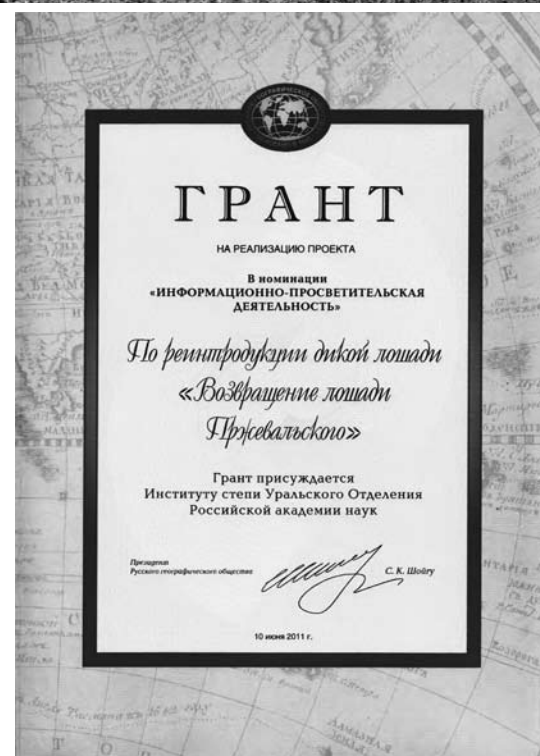 ГРАНТ
НА РЕАЛИЗАЦИЮ ПРОЕКТА
В номинации
«ИНФОРМАЦИОННО-ПРОСВЕТИТЕЛЬСКАЯ
ДЕЯТЕЛЬНОСТЬ»
По реинтродукции дикой лошади
«Возвращение лошади
Пржевальского»
Грант присуждается
Институту степи Уральского Отделения
Российской академии наук
Президент
Русского географического общества
С. К. Шойгу
10 июня 2011 г.